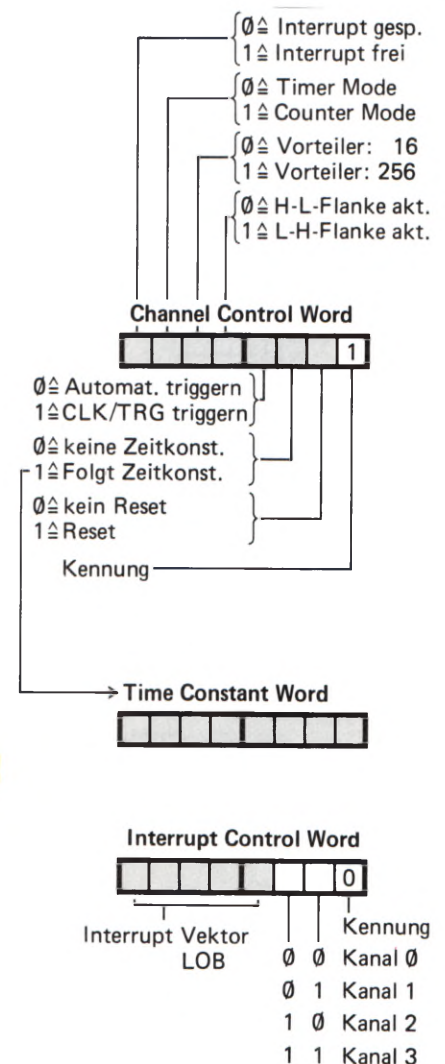 Ø≙ Interrupt gesp.
1≙ Interrupt frei
Ø≙ Timer Mode
1≙ Counter Mode
Ø≙ Vorteiler: 16
1≙ Vorteiler: 256
Ø≙ H-L-Flanke akt.
1≙ L-H-Flanke akt.
Channel Control Word
1
Ø≙ Automat. triggern
1≙CLK/TRG triggern
Ø≙ keine Zeitkonst.
1≙Folgt Zeitkonst.
Ø≙ kein Reset
1≙Reset
Kennung
Time Constant Word
Interrupt Control Word
0
Interrupt Vektor
LOB
Kennung
Ø Ø Kanal Ø
Ø 1 Kanal 1
1 Ø Kanal 2
1 1 Kanal 3